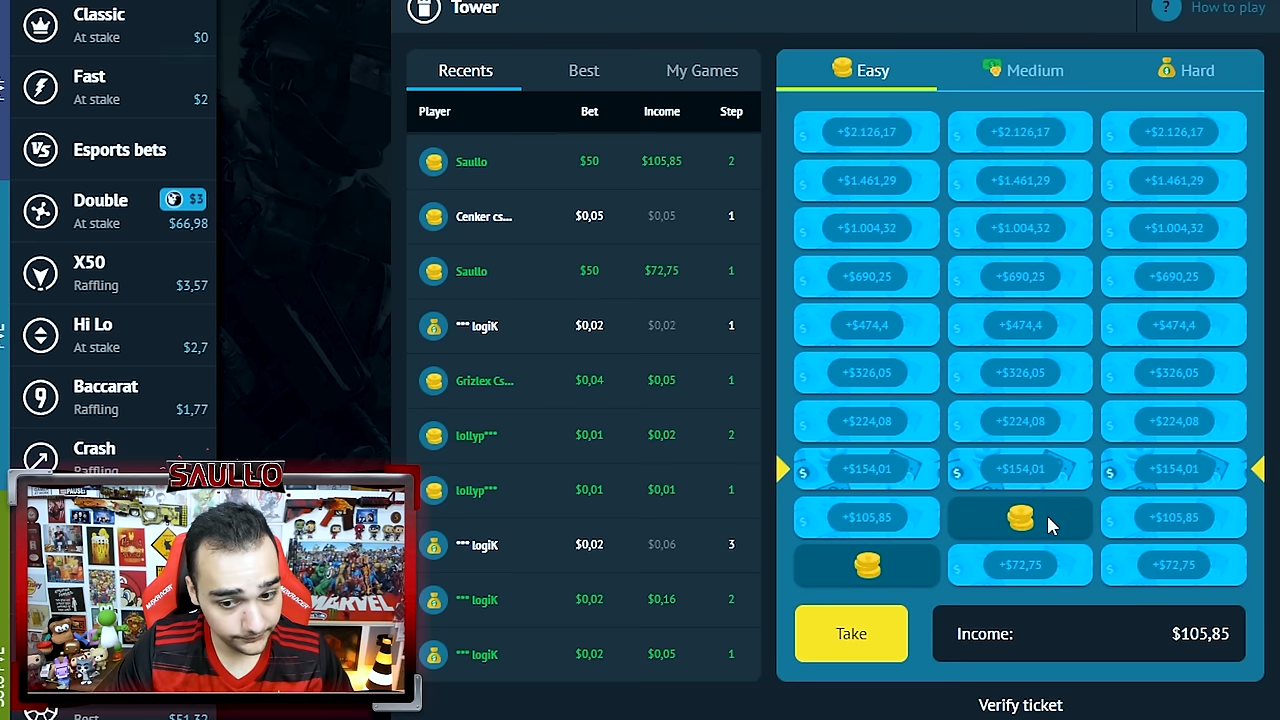 Classic
At stake $0
Fast
At stake $2
Esports bets
Double $3
At stake $66,98
X50
Raffling $3,57
Hi Lo
At stake $2,7
Baccarat
Raffling $1,77
Crash
Raffling
SAULLO
MARVEL
Best $51,32
Tower
? How to play
Recents Best My Games
Player Bet Income Step
Saullo $50 $105,85 2
Cenker cs... $0,05 $0,05 1
Saullo $50 $72,75 1
*** logiK $0,02 $0,02 1
Grizlex Cs... $0,04 $0,05 1
lollyp*** $0,01 $0,02 2
lollyp*** $0,01 $0,01 1
*** logiK $0,02 $0,06 3
*** logiK $0,02 $0,16 2
*** logiK $0,02 $0,05 1
Easy Medium Hard
+$2.126,17 +$2.126,17 +$2.126,17
+$1.461,29 +$1.461,29 +$1.461,29
+$1.004,32 +$1.004,32 +$1.004,32
+$690,25 +$690,25 +$690,25
+$474,4 +$474,4 +$474,4
+$326,05 +$326,05 +$326,05
+$224,08 +$224,08 +$224,08
+$154,01 +$154,01 +$154,01
+$105,85 +$105,85
+$72,75 +$72,75
Take Income: $105,85
Verify ticket